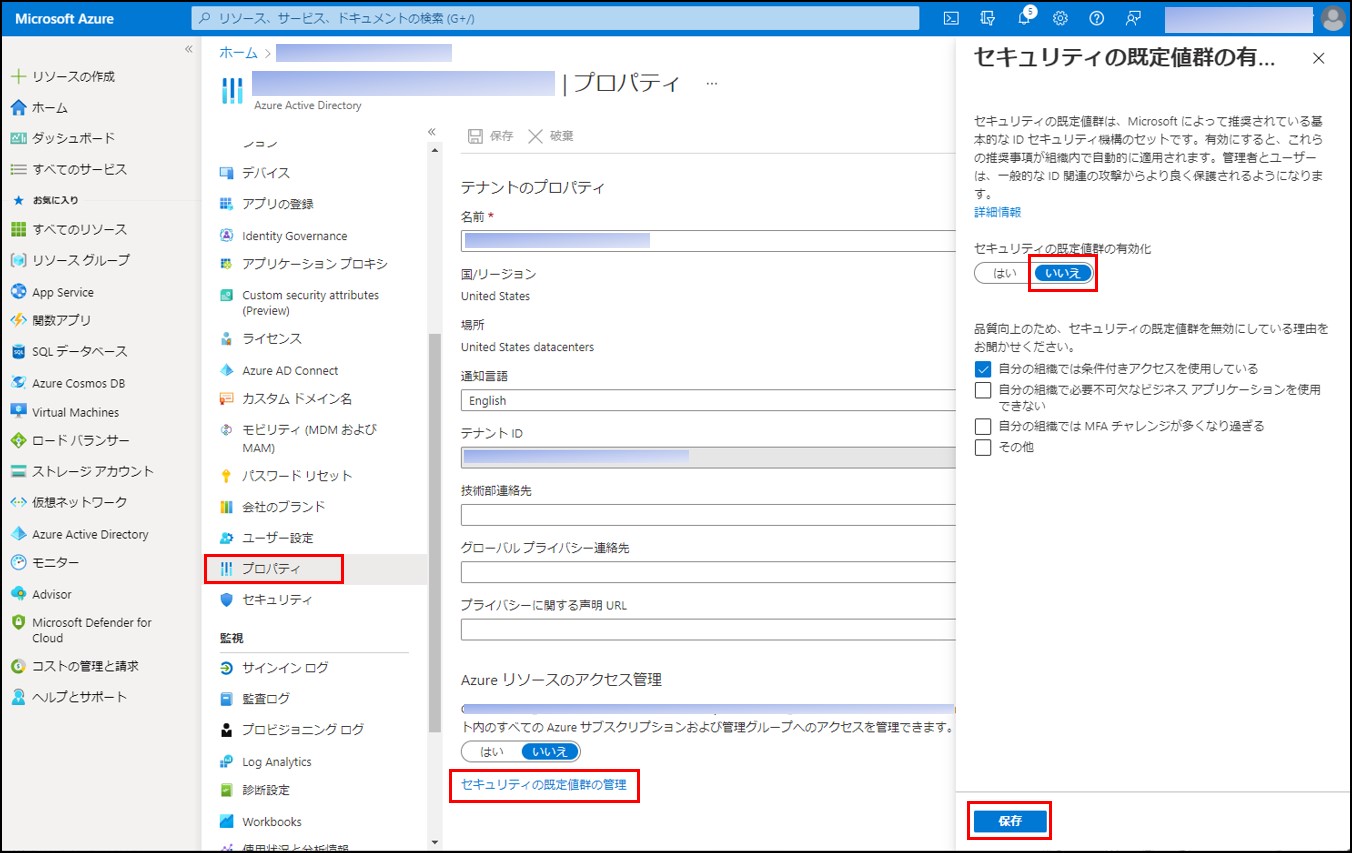 Microsoft Azure
リソース、サービス、ドキュメントの検索 (G+/)
5
リソースの作成
ホーム
ダッシュボード
すべてのサービス
お気に入り
すべてのリソース
リソース グループ
App Service
関数アプリ
SQL データベース
Azure Cosmos DB
Virtual Machines
ロード バランサー
ストレージ アカウント
仮想ネットワーク
Azure Active Directory
モニター
Advisor
Microsoft Defender for
Cloud
コストの管理と請求
ヘルプとサポート
ホーム >
| プロパティ ...
Azure Active Directory
ション
デバイス
アプリの登録
Identity Governance
アプリケーション プロキシ
Custom security attributes
(Preview)
ライセンス
Azure AD Connect
カスタム ドメイン名
モビリティ (MDM および
MAM)
パスワード リセット
会社のブランド
ユーザー設定
プロパティ
セキュリティ
監視
サインイン ログ
監査ログ
プロビジョニング ログ
Log Analytics
診断設定
Workbooks
使用状況と分析情報
保存
破棄
テナントのプロパティ
名前 *
国/リージョン
United States
場所
United States datacenters
通知言語
English
テナント ID
技術部連絡先
グローバル プライバシー連絡先
プライバシーに関する声明 URL
Azure リソースのアクセス管理
ト内のすべての Azure サブスクリプションおよび管理グループへのアクセスを管理できます。
はい いいえ
セキュリティの既定値群の管理
セキュリティの既定値群の有...
セキュリティの既定値群は、Microsoft によって推奨されている基
本的な ID セキュリティ機構のセットです。有効にすると、これら
の推奨事項が組織内で自動的に適用されます。管理者とユーザー
は、一般的な ID 関連の攻撃からより良く保護されるようになりま
す。
詳細情報
セキュリティの既定値群の有効化
はい いいえ
品質向上のため、セキュリティの既定値群を無効にしている理由を
お聞かせください。
自分の組織では条件付きアクセスを使用している
自分の組織で必要不可欠なビジネス アプリケーションを使用
できない
自分の組織では MFA チャレンジが多くなり過ぎる
その他
保存